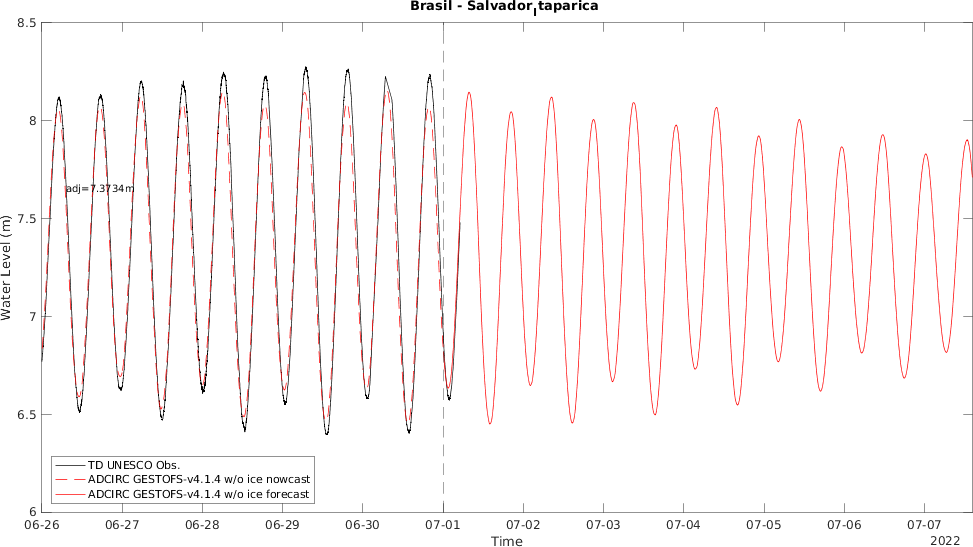 Brasil - Salvador_Itaparica
8.5
8
7.5
7
6.5
6
Water Level (m)
adj=7.3734m
TD UNESCO Obs.
ADCIRC GESTOFS-v4.1.4 w/o ice nowcast
ADCIRC GESTOFS-v4.1.4 w/o ice forecast
06-26 06-27 06-28 06-29 06-30 07-01 07-02 07-03 07-04 07-05 07-06 07-07
Time
2022